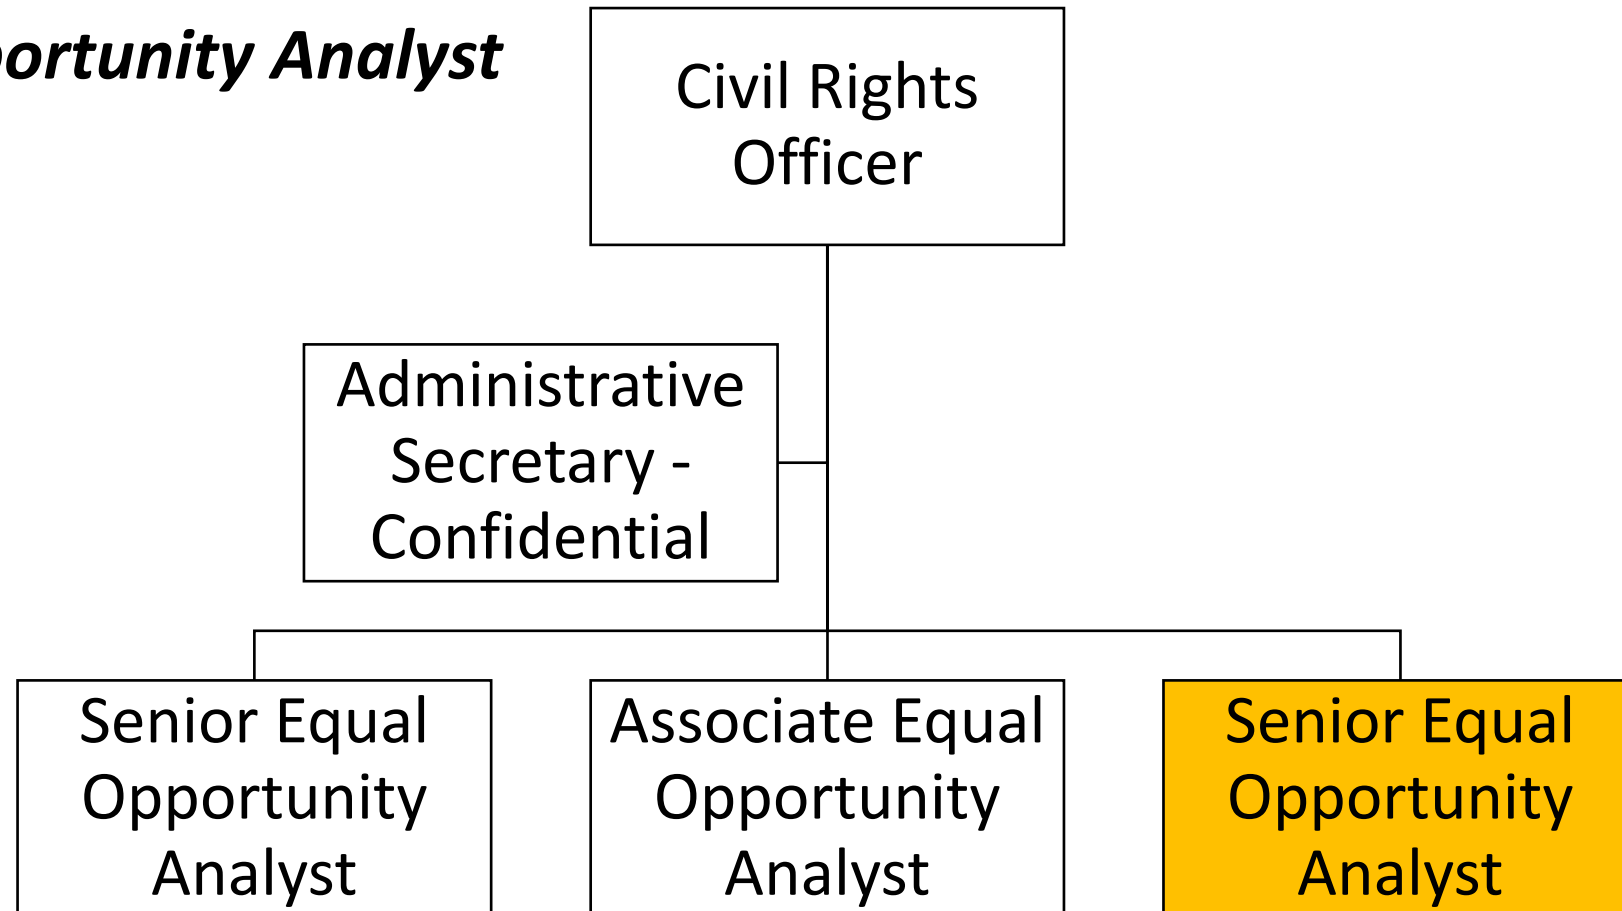 Opportunity Analyst
Civil Rights
Officer
Administrative
Secretary -
Confidential
Senior Equal
Opportunity
Analyst
Associate Equal
Opportunity
Analyst
Senior Equal
Opportunity
Analyst